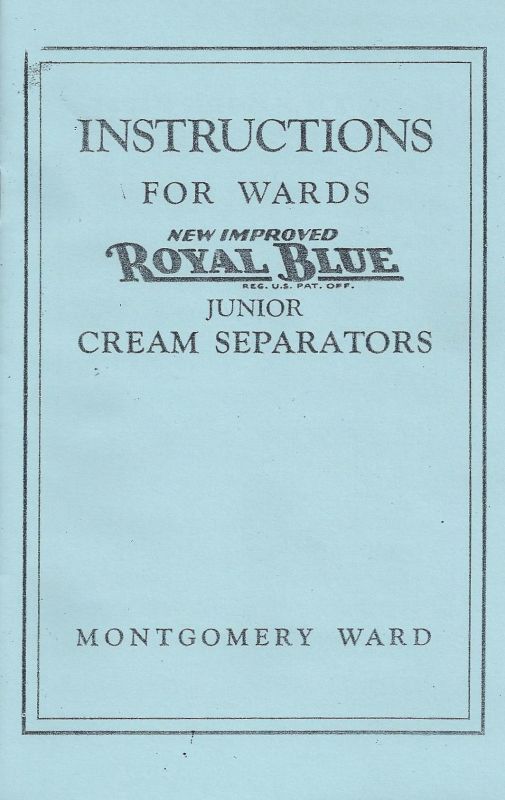 INSTRUCTIONS
FOR WARDS
NEW IMPROVED
ROYAL BLUE
REG. U.S. PAT. OFF.
JUNIOR
CREAM SEPARATORS
MONTGOMERY WARD